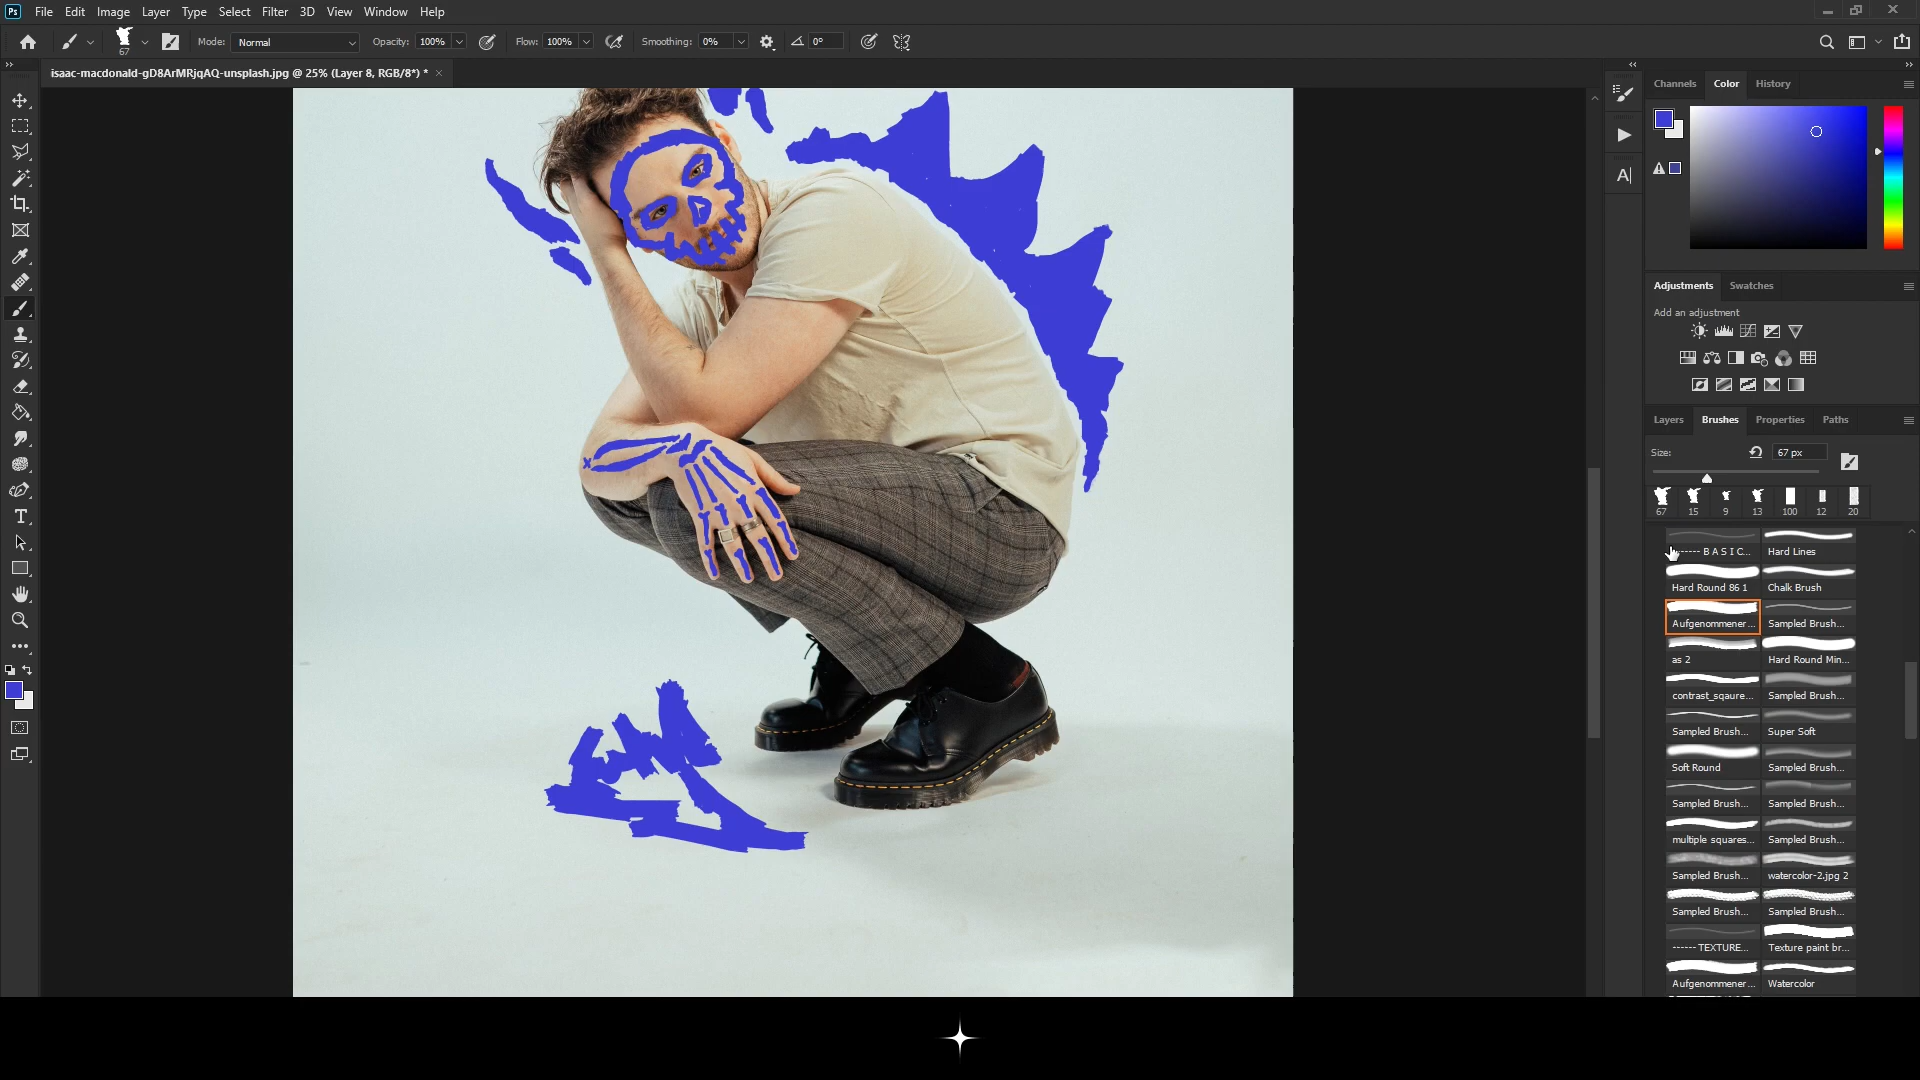 Ps File Edit Image Layer Type Select Filter 3D View Window Help
67 Mode: Normal Opacity: 100% Flow: 100% Smoothing: 0% 0°
isaac-macdonald-gD8ArMRjqAQ-unsplash.jpg @ 25% (Layer 8, RGB/8*) * ×
Channels Color History
Adjustments Swatches
Add an adjustment
Layers Brushes Properties Paths
Size: 67 px
67 15 9 13 100 12 20
------ B A S I C... Hard Lines
Hard Round 86 1 Chalk Brush
Aufgenommener... Sampled Brush...
as 2 Hard Round Min...
contrast_sqaure... Sampled Brush...
Sampled Brush... Super Soft
Soft Round Sampled Brush...
Sampled Brush... Sampled Brush...
multiple squares... Sampled Brush...
Sampled Brush... watercolor-2.jpg 2
Sampled Brush... Sampled Brush...
------ TEXTURE... Texture paint br...
Aufgenommener... Watercolor